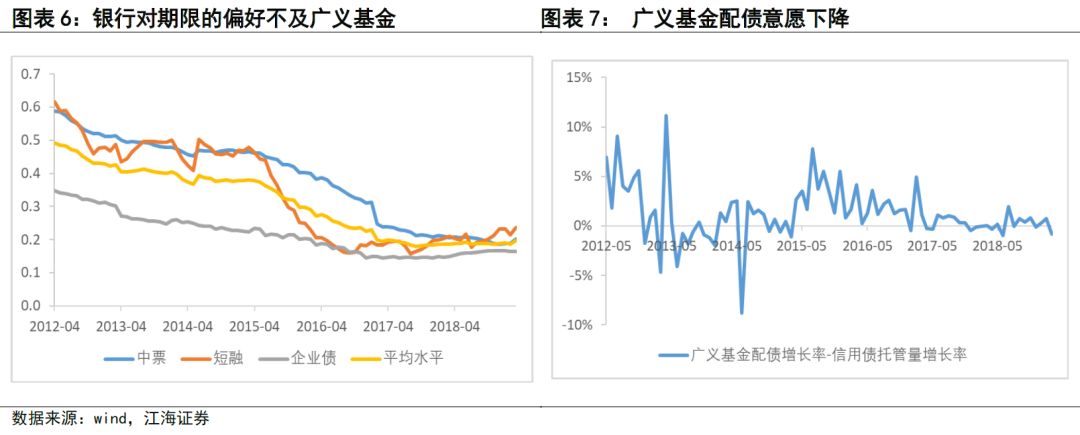 图表 6：银行对期限的偏好不及广义基金
图表 7： 广义基金配债意愿下降
0.7
0.6
0.5
0.4
0.3
0.2
0.1
0.0
2012-04 2013-04 2014-04 2015-04 2016-04 2017-04 2018-04
中票 短融 企业债 平均水平
15%
10%
5%
0%
2012-05 2013-05 2014-05 2015-05 2016-05 2017-05 2018-05
-5%
-10%
广义基金配债增长率-信用债托管量增长率
数据来源：wind，江海证券